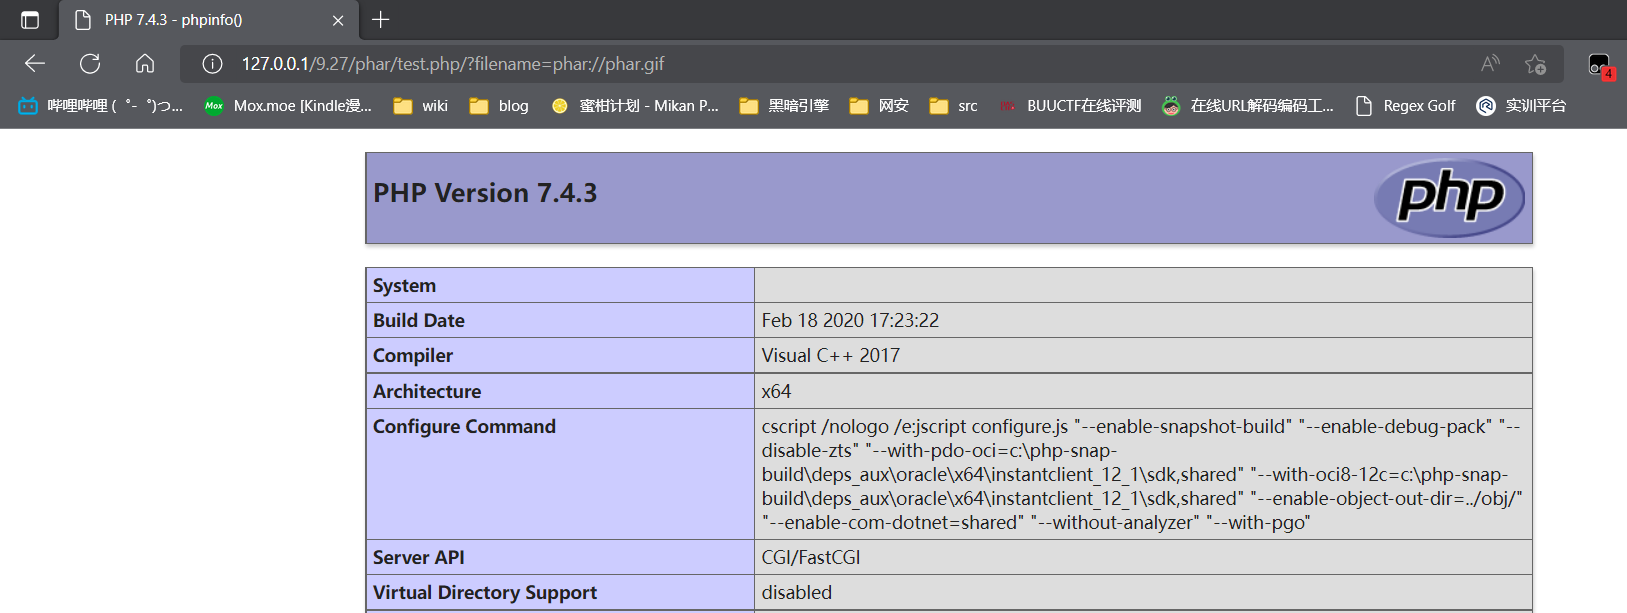 PHP 7.4.3 - phpinfo()
127.0.0.1/9.27/phar/test.php/?filename=phar://phar.gif
A
4
哔哩哔哩 (゜-゜)つ...
Mox
Mox.moe [Kindle漫...
wiki
blog
蜜柑计划 - Mikan P...
黑暗引擎
网安
src
BUUCTF在线评测
在线URL解码编码工...
Regex Golf
实训平台
PHP Version 7.4.3
php
System
Build Date Feb 18 2020 17:23:22
Compiler Visual C++ 2017
Architecture x64
Configure Command cscript /nologo /e:jscript configure.js "--enable-snapshot-build" "--enable-debug-pack" "--
disable-zts" "--with-pdo-oci=c:\php-snap-
build\deps_aux\oracle\x64\instantclient_12_1\sdk,shared" "--with-oci8-12c=c:\php-snap-
build\deps_aux\oracle\x64\instantclient_12_1\sdk,shared" "--enable-object-out-dir=../obj/"
"--enable-com-dotnet=shared" "--without-analyzer" "--with-pgo"
Server API CGI/FastCGI
Virtual Directory Support disabled